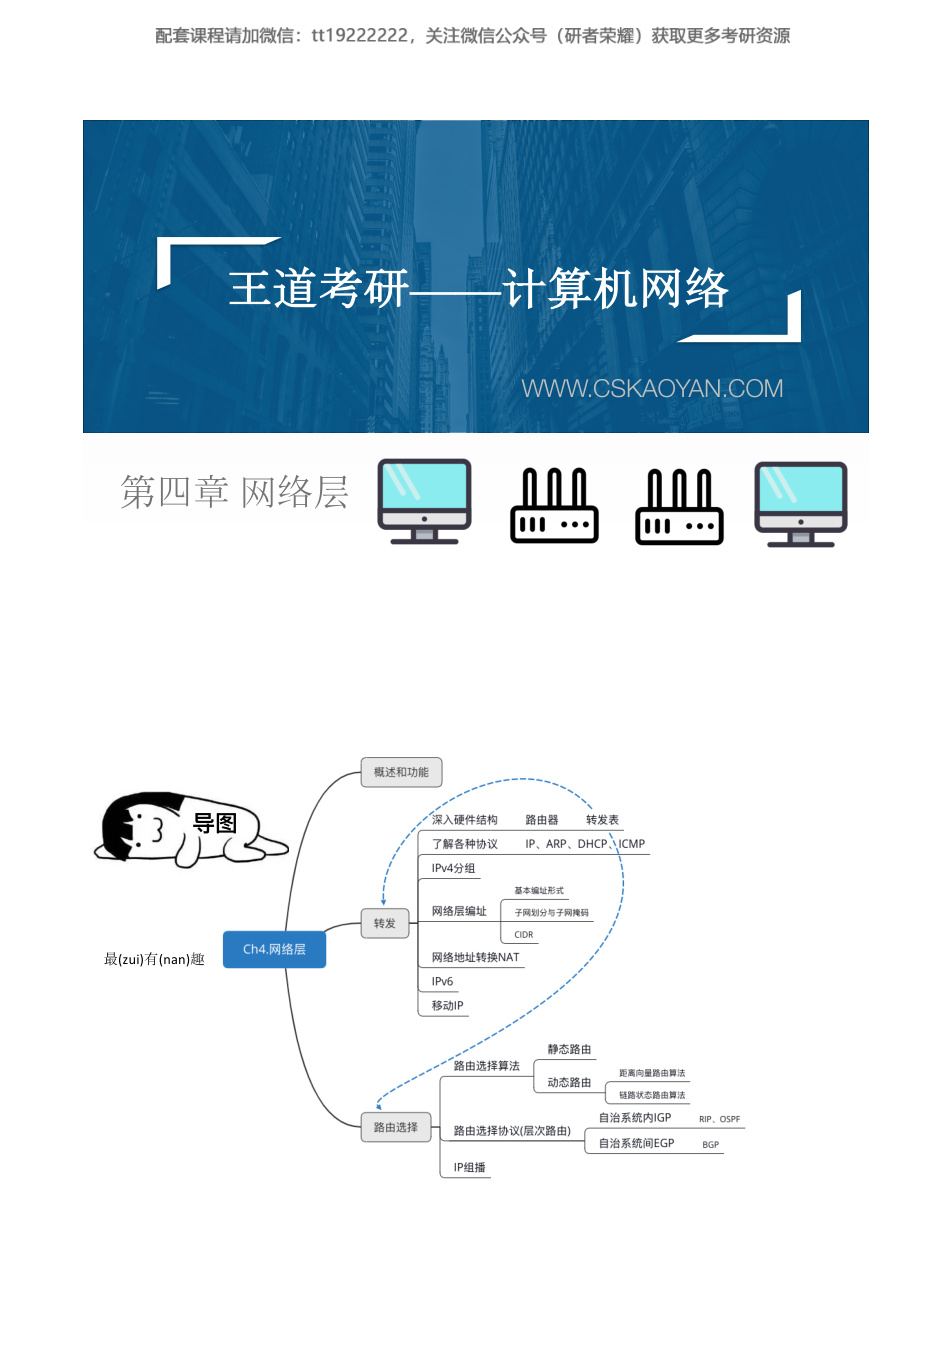 配套课程请加微信：tt19222222，关注微信公众号（研者荣耀）获取更多考研资源
王道考研——计算机网络
WWW.CSKAOYAN.COM
第四章 网络层
概述和功能
导图
深入硬件结构 路由器 转发表
了解各种协议 IP、ARP、DHCP、ICMP
IPv4分组
基本编址形式
网络层编址 子网划分与子网掩码
转发
CIDR
Ch4.网络层
最(zui)有(nan)趣
网络地址转换NAT
IPv6
移动IP
静态路由
路由选择算法
距离向量路由算法
动态路由
链路状态路由算法
自治系统内IGP RIP、OSPF
路由选择
路由选择协议(层次路由)
自治系统间EGP BGP
IP组播